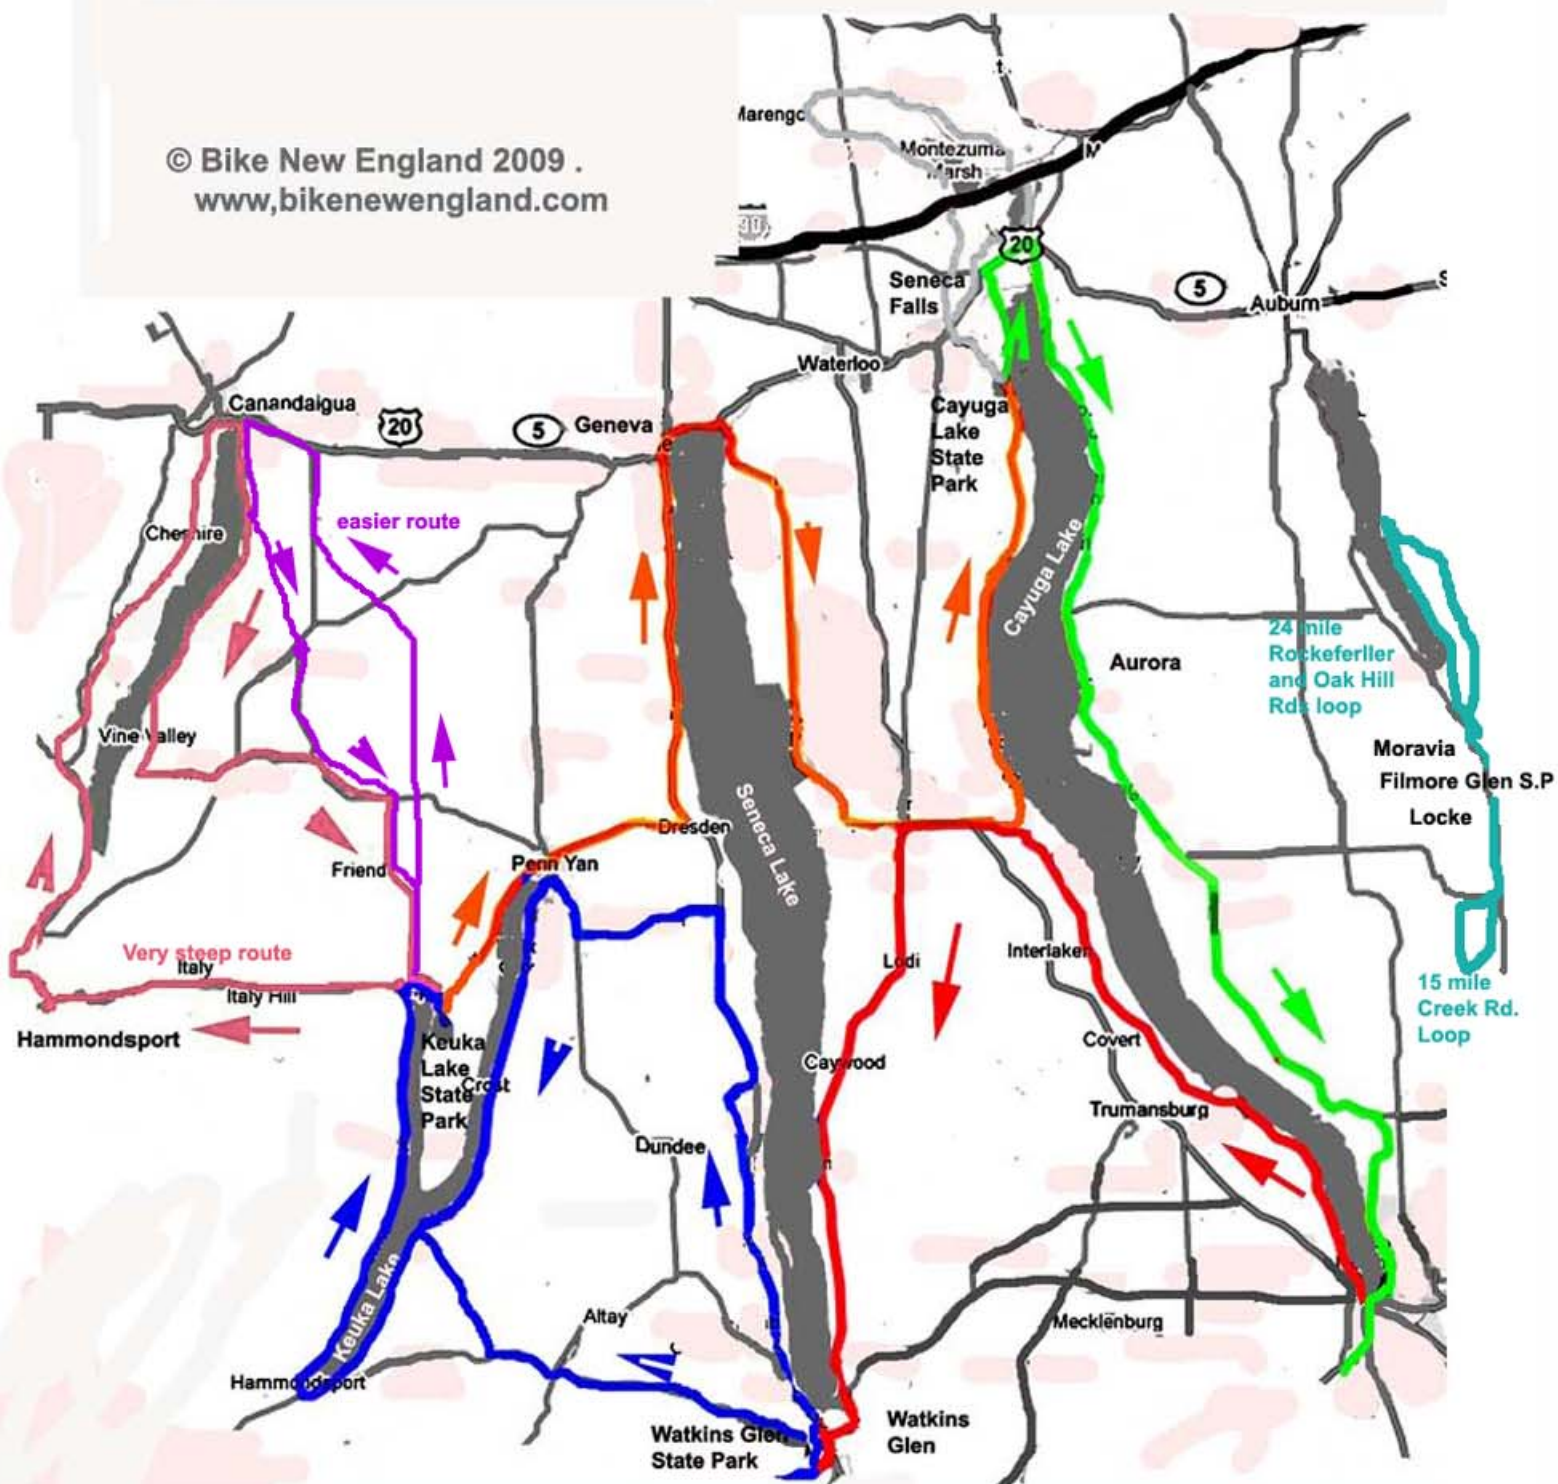 © Bike New England 2009 .
www,bikenewengland.com
Montezuma
Marsh
M
20
Seneca
Falls
5
Auburn
Waterloo
Canandaigua
20
5
Geneva
Cayuga
Lake
State
Park
easier route
Cheshire
Cayuga Lake
24 mile
Rockeferller
and Oak Hill
Rds loop
Aurora
Vine Valley
Moravia
Filmore Glen S.P
Locke
Seneca Lake
Dresden
Penn Yan
Friend
Very steep route
Italy
Italy Hill
Lodi
Interlaken
15 mile
Creek Rd.
Loop
Hammondsport
Keuka
Lake
State
Park
Caywood
Covert
Trumansburg
Dundee
Keuka Lake
Altay
Mecklenburg
Hammondsport
Watkins Glen
State Park
Watkins
Glen